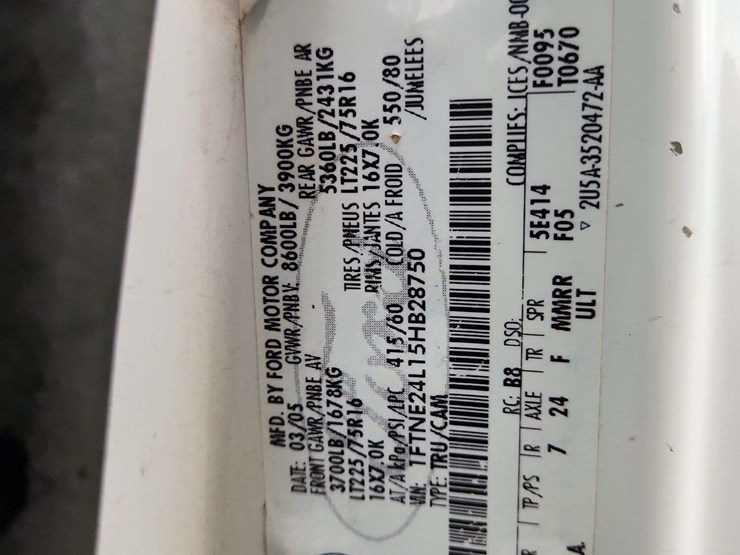 MFD. BY FORD MOTOR COMPANY
DATE: 03/05 GVWR/PNBV: 8600LB/ 3900KG
FRONT GAWR/PNBE AV REAR GAWR/PNBE AR
3700LB/1678KG 5360LB/2431KG
LT225/75R16 TIRES/PNEUS LT225/75R16
16X7.0K RIMS/JANTES 16X7.0K
AT/A kPa/PSI/LPC 415/60 COLD/A FROID 550/80
VIN: 1FTNE24L15HB28750 /JUMELEES
TYPE: TRU/CAM
RC: B8 DSO: COMPLIES: ICES/NMB-00
R TP/PS R AXLE TR SPR 5E414 F0095
7 24 F MMRR F05 T0670
A. ULT ▽ 2U5A-3520472-AA